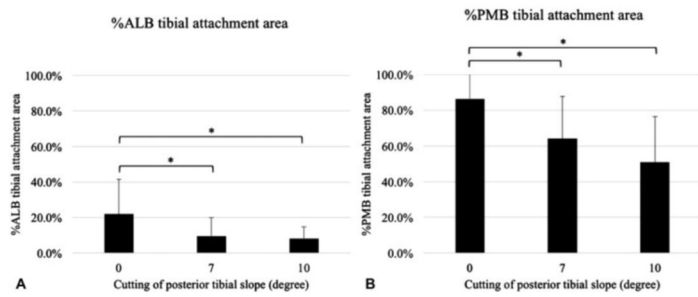 %ALB tibial attachment area
%ALB tibial attachment area
100.0%
80.0%
60.0%
40.0%
20.0%
0.0%
*
*
0 7 10
A
Cutting of posterior tibial slope (degree)
%PMB tibial attachment area
%PMB tibial attachment area
100.0%
80.0%
60.0%
40.0%
20.0%
0.0%
*
*
0 7 10
B
Cutting of posterior tibial slope (degree)